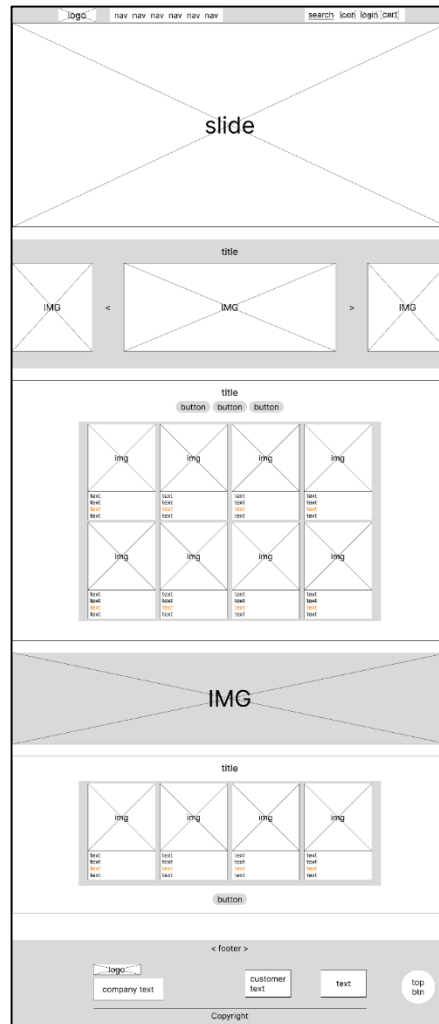 logo nav nav nav nav nav nav search icon login cart
slide
title
IMG < IMG > IMG
title
button button button
img img img img
text text text text
text text text text
text text text text
text text text text
img img img img
text text text text
text text text text
text text text text
text text text text
IMG
title
img img img img
text text text text
text text text text
text text text text
text text text text
button
< footer >
logo
company text
customer
text
text
top
btn
Copyright